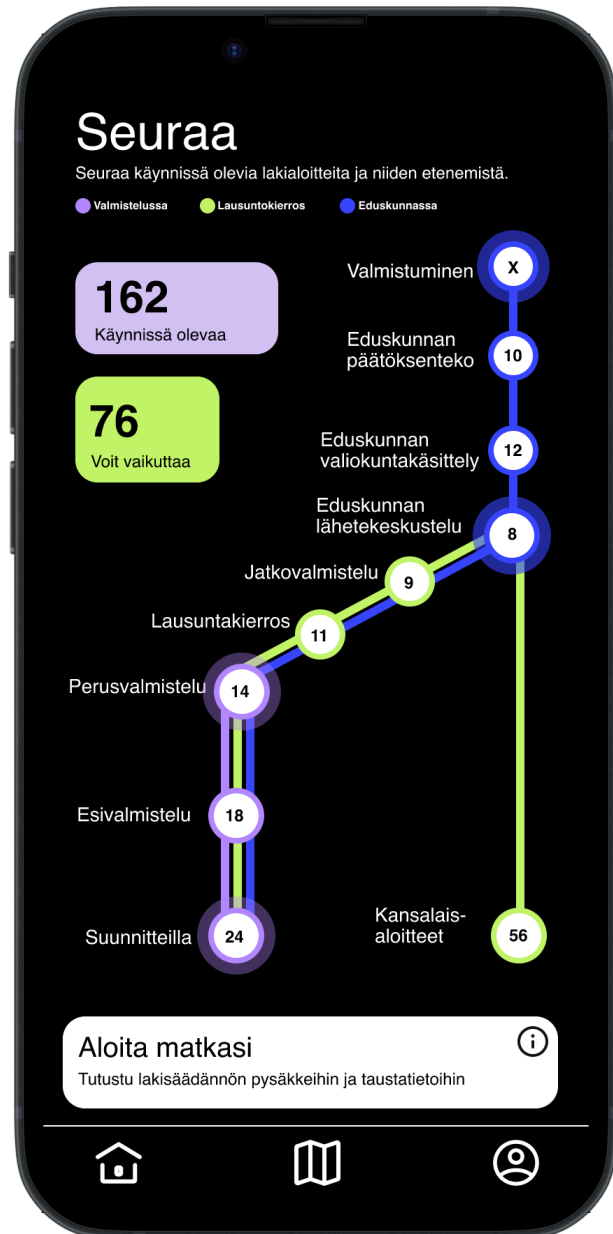 Seuraa
Seuraa käynnissä olevia lakialoitteita ja niiden etenemistä.
Valmistelussa
Lausuntokierros
Eduskunnassa
162
Käynnissä olevaa
76
Voit vaikuttaa
Valmistuminen
X
Eduskunnan
päätöksenteko
10
Eduskunnan
valiokuntakäsittely
12
Eduskunnan
lähetekeskustelu
8
Jatkovalmistelu
9
Lausuntakierros
11
Perusvalmistelu
14
Esivalmistelu
18
Suunnitteilla
24
Kansalais-
aloitteet
56
Aloita matkasi
Tutustu lakisäädännön pysäkkeihin ja taustatietoihin